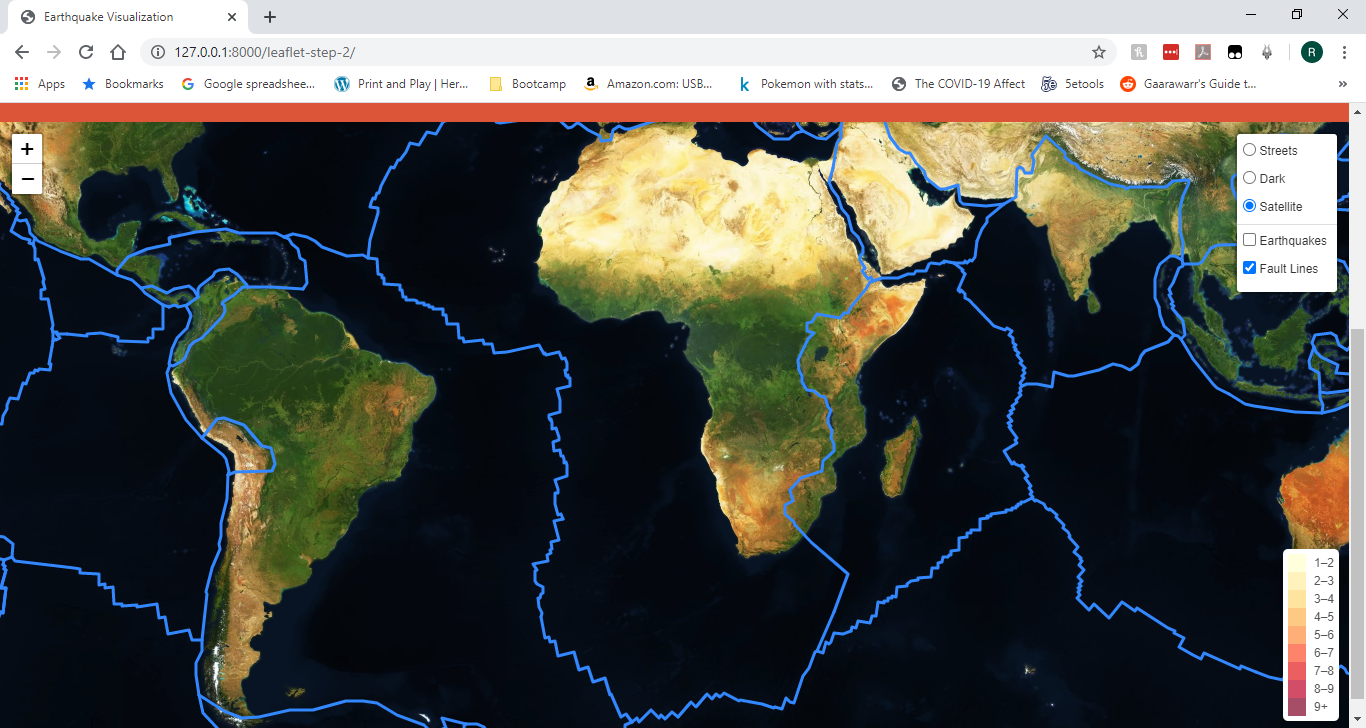 Earthquake Visualization
127.0.0.1:8000/leaflet-step-2/
R
Apps Bookmarks Google spreadshee... Print and Play | Her... Bootcamp Amazon.com: USB... Pokemon with stats... The COVID-19 Affect 5etools Gaarawarr's Guide t... »
+
−
Streets
Dark
Satellite
Earthquakes
Fault Lines
1–2
2–3
3–4
4–5
5–6
6–7
7–8
8–9
9+